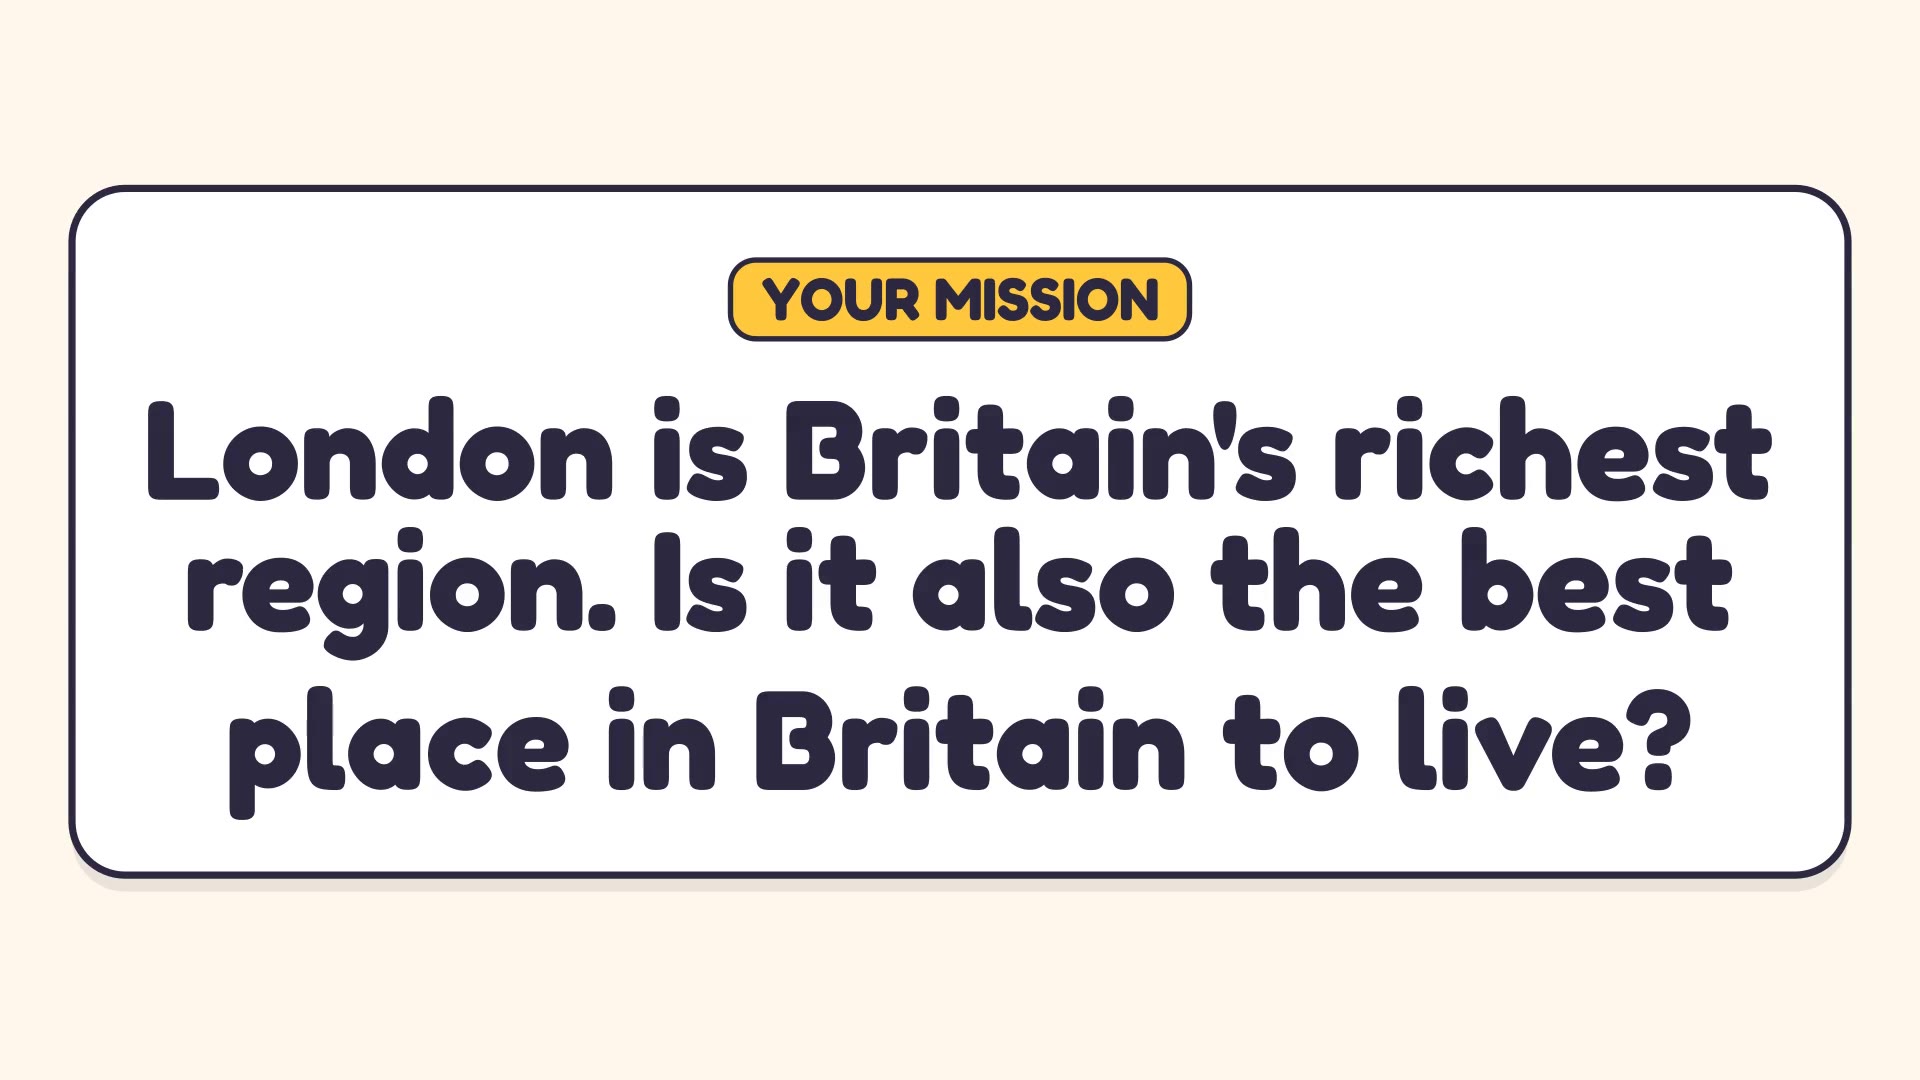 YOUR MISSION
London is Britain's richest
region. Is it also the best
place in Britain to live?